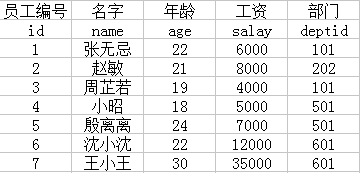 员工编号 名字 年龄 工资 部门
id name age salay deptid
1 张无忌 22 6000 101
2 赵敏 21 8000 202
3 周芷若 19 4000 101
4 小昭 18 5000 501
5 殷离离 24 7000 501
6 沈小沈 22 12000 601
7 王小王 30 35000 601